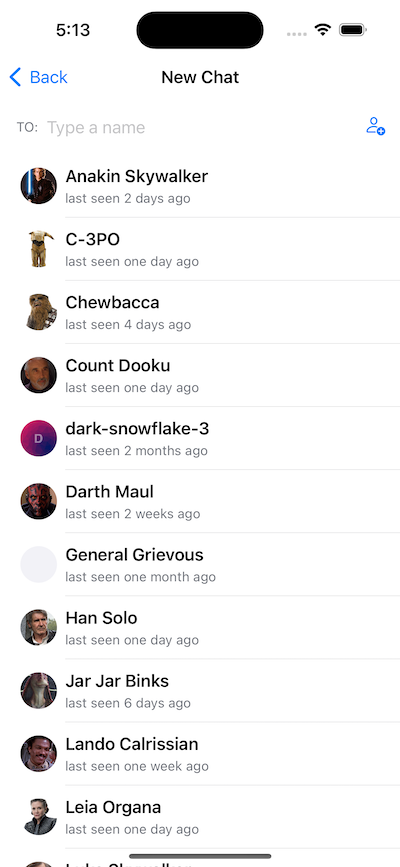 5:13
Back
New Chat
TO: Type a name
Anakin Skywalker
last seen 2 days ago
C-3PO
last seen one day ago
Chewbacca
last seen 4 days ago
Count Dooku
last seen one day ago
D
dark-snowflake-3
last seen 2 months ago
Darth Maul
last seen 2 weeks ago
General Grievous
last seen one month ago
Han Solo
last seen one day ago
Jar Jar Binks
last seen 6 days ago
Lando Calrissian
last seen one week ago
Leia Organa
last seen one day ago